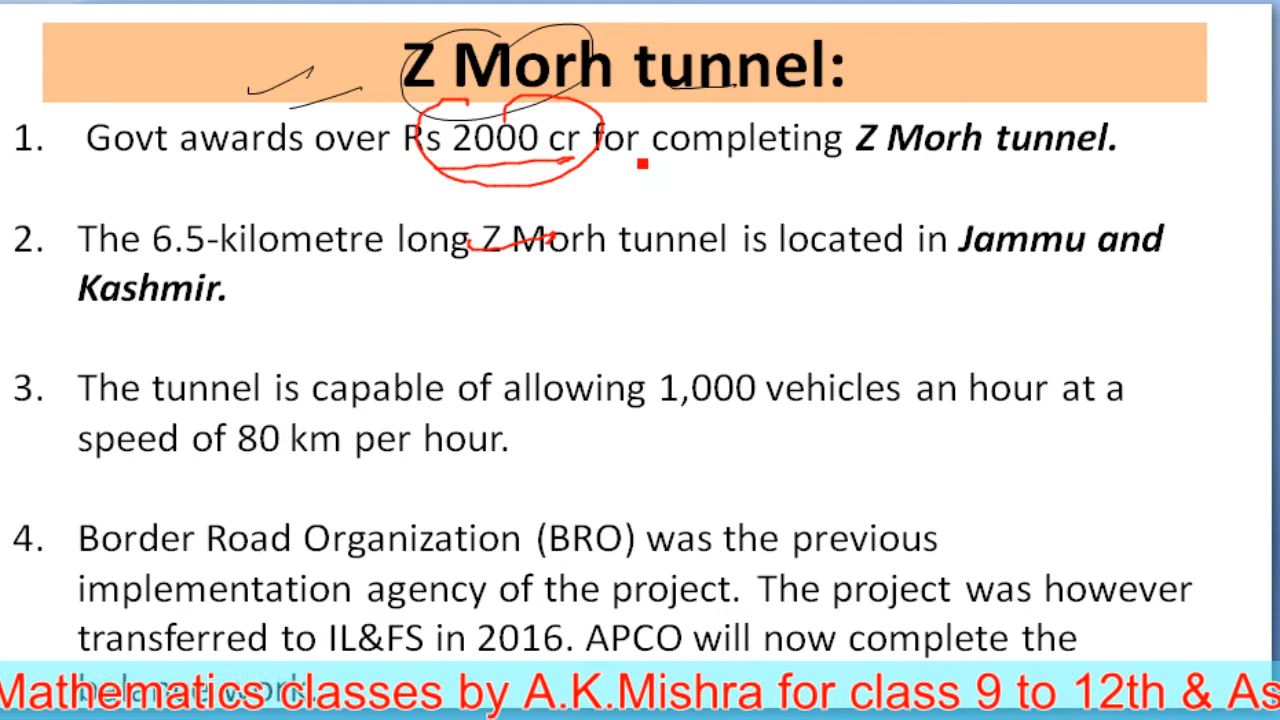 Z Morh tunnel:
1. Govt awards over Rs 2000 cr for completing Z Morh tunnel.
2. The 6.5-kilometre long Z Morh tunnel is located in Jammu and
Kashmir.
3. The tunnel is capable of allowing 1,000 vehicles an hour at a
speed of 80 km per hour.
4. Border Road Organization (BRO) was the previous
implementation agency of the project. The project was however
transferred to IL&FS in 2016. APCO will now complete the
Mathematics classes by A.K.Mishra for class 9 to 12th & As